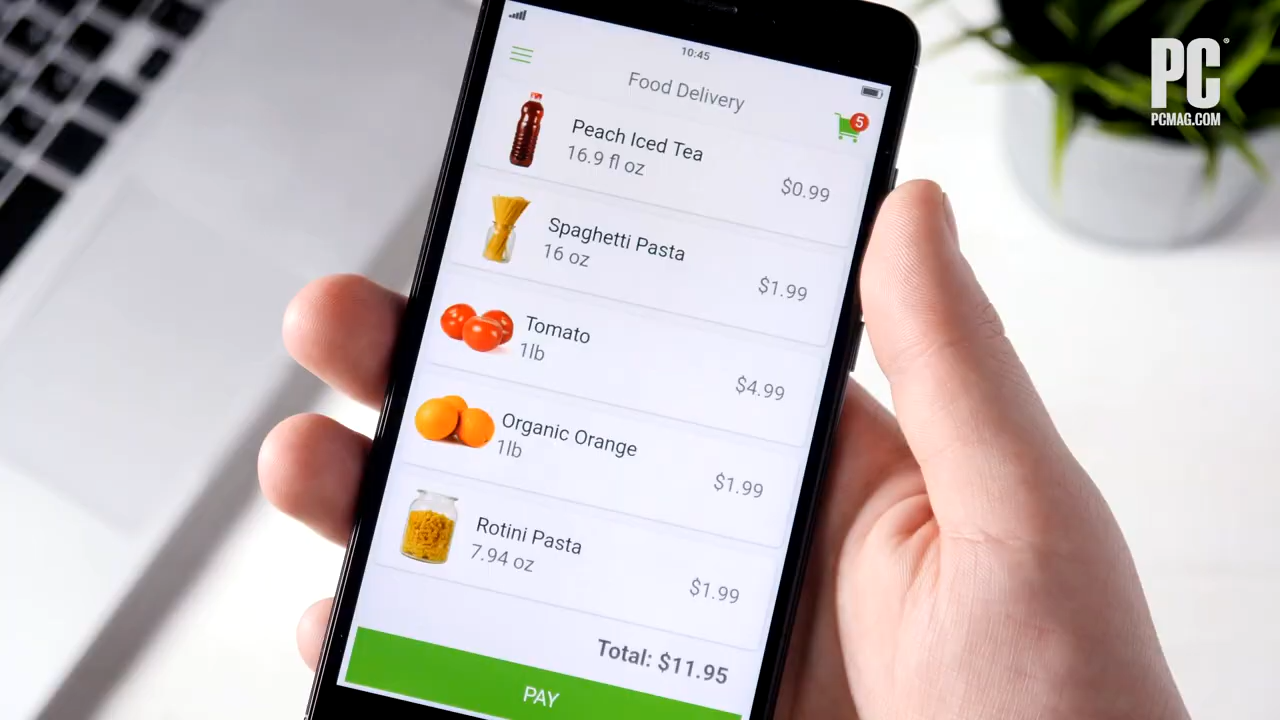 10:45
Food Delivery
5
Peach Iced Tea
16.9 fl oz
$0.99
Spaghetti Pasta
16 oz
$1.99
Tomato
1lb
$4.99
Organic Orange
1lb
$1.99
Rotini Pasta
7.94 oz
$1.99
Total: $11.95
PAY
PC
PCMAG.COM